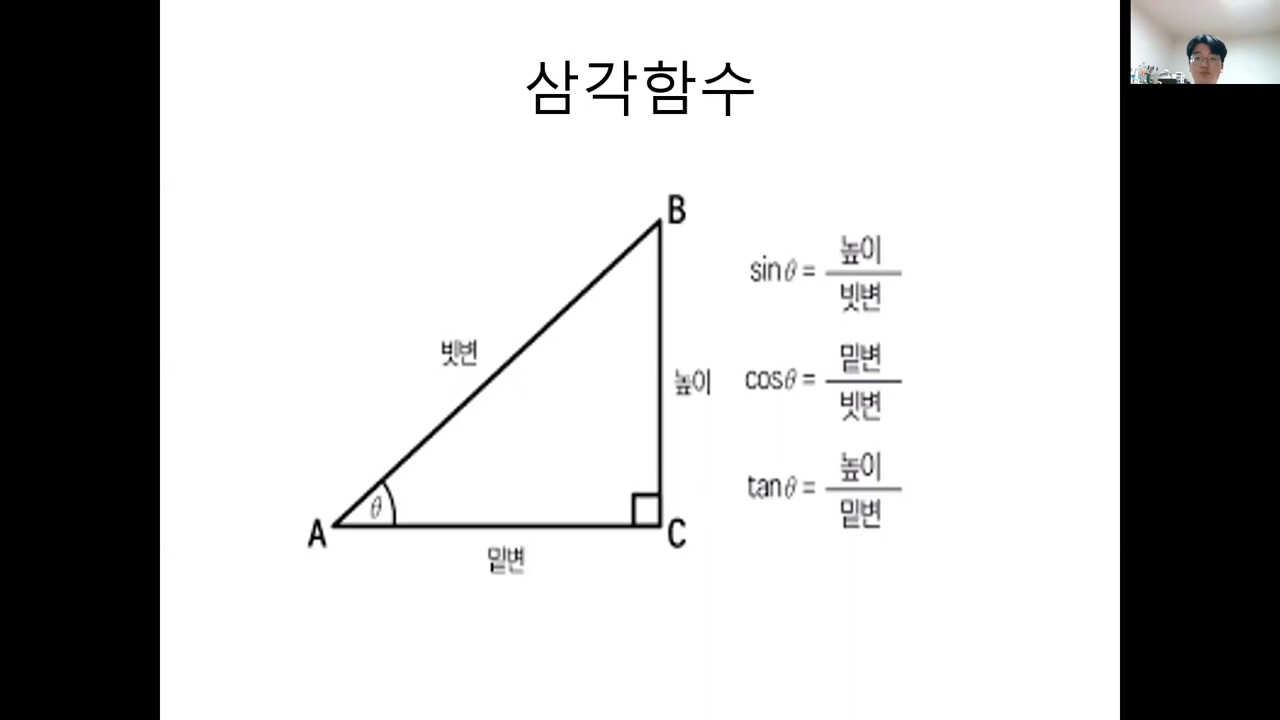 삼각함수
B
sinθ = 높이
빗변
빗변
높이
cosθ = 밑변
빗변
tanθ = 높이
밑변
θ
A
C
밑변